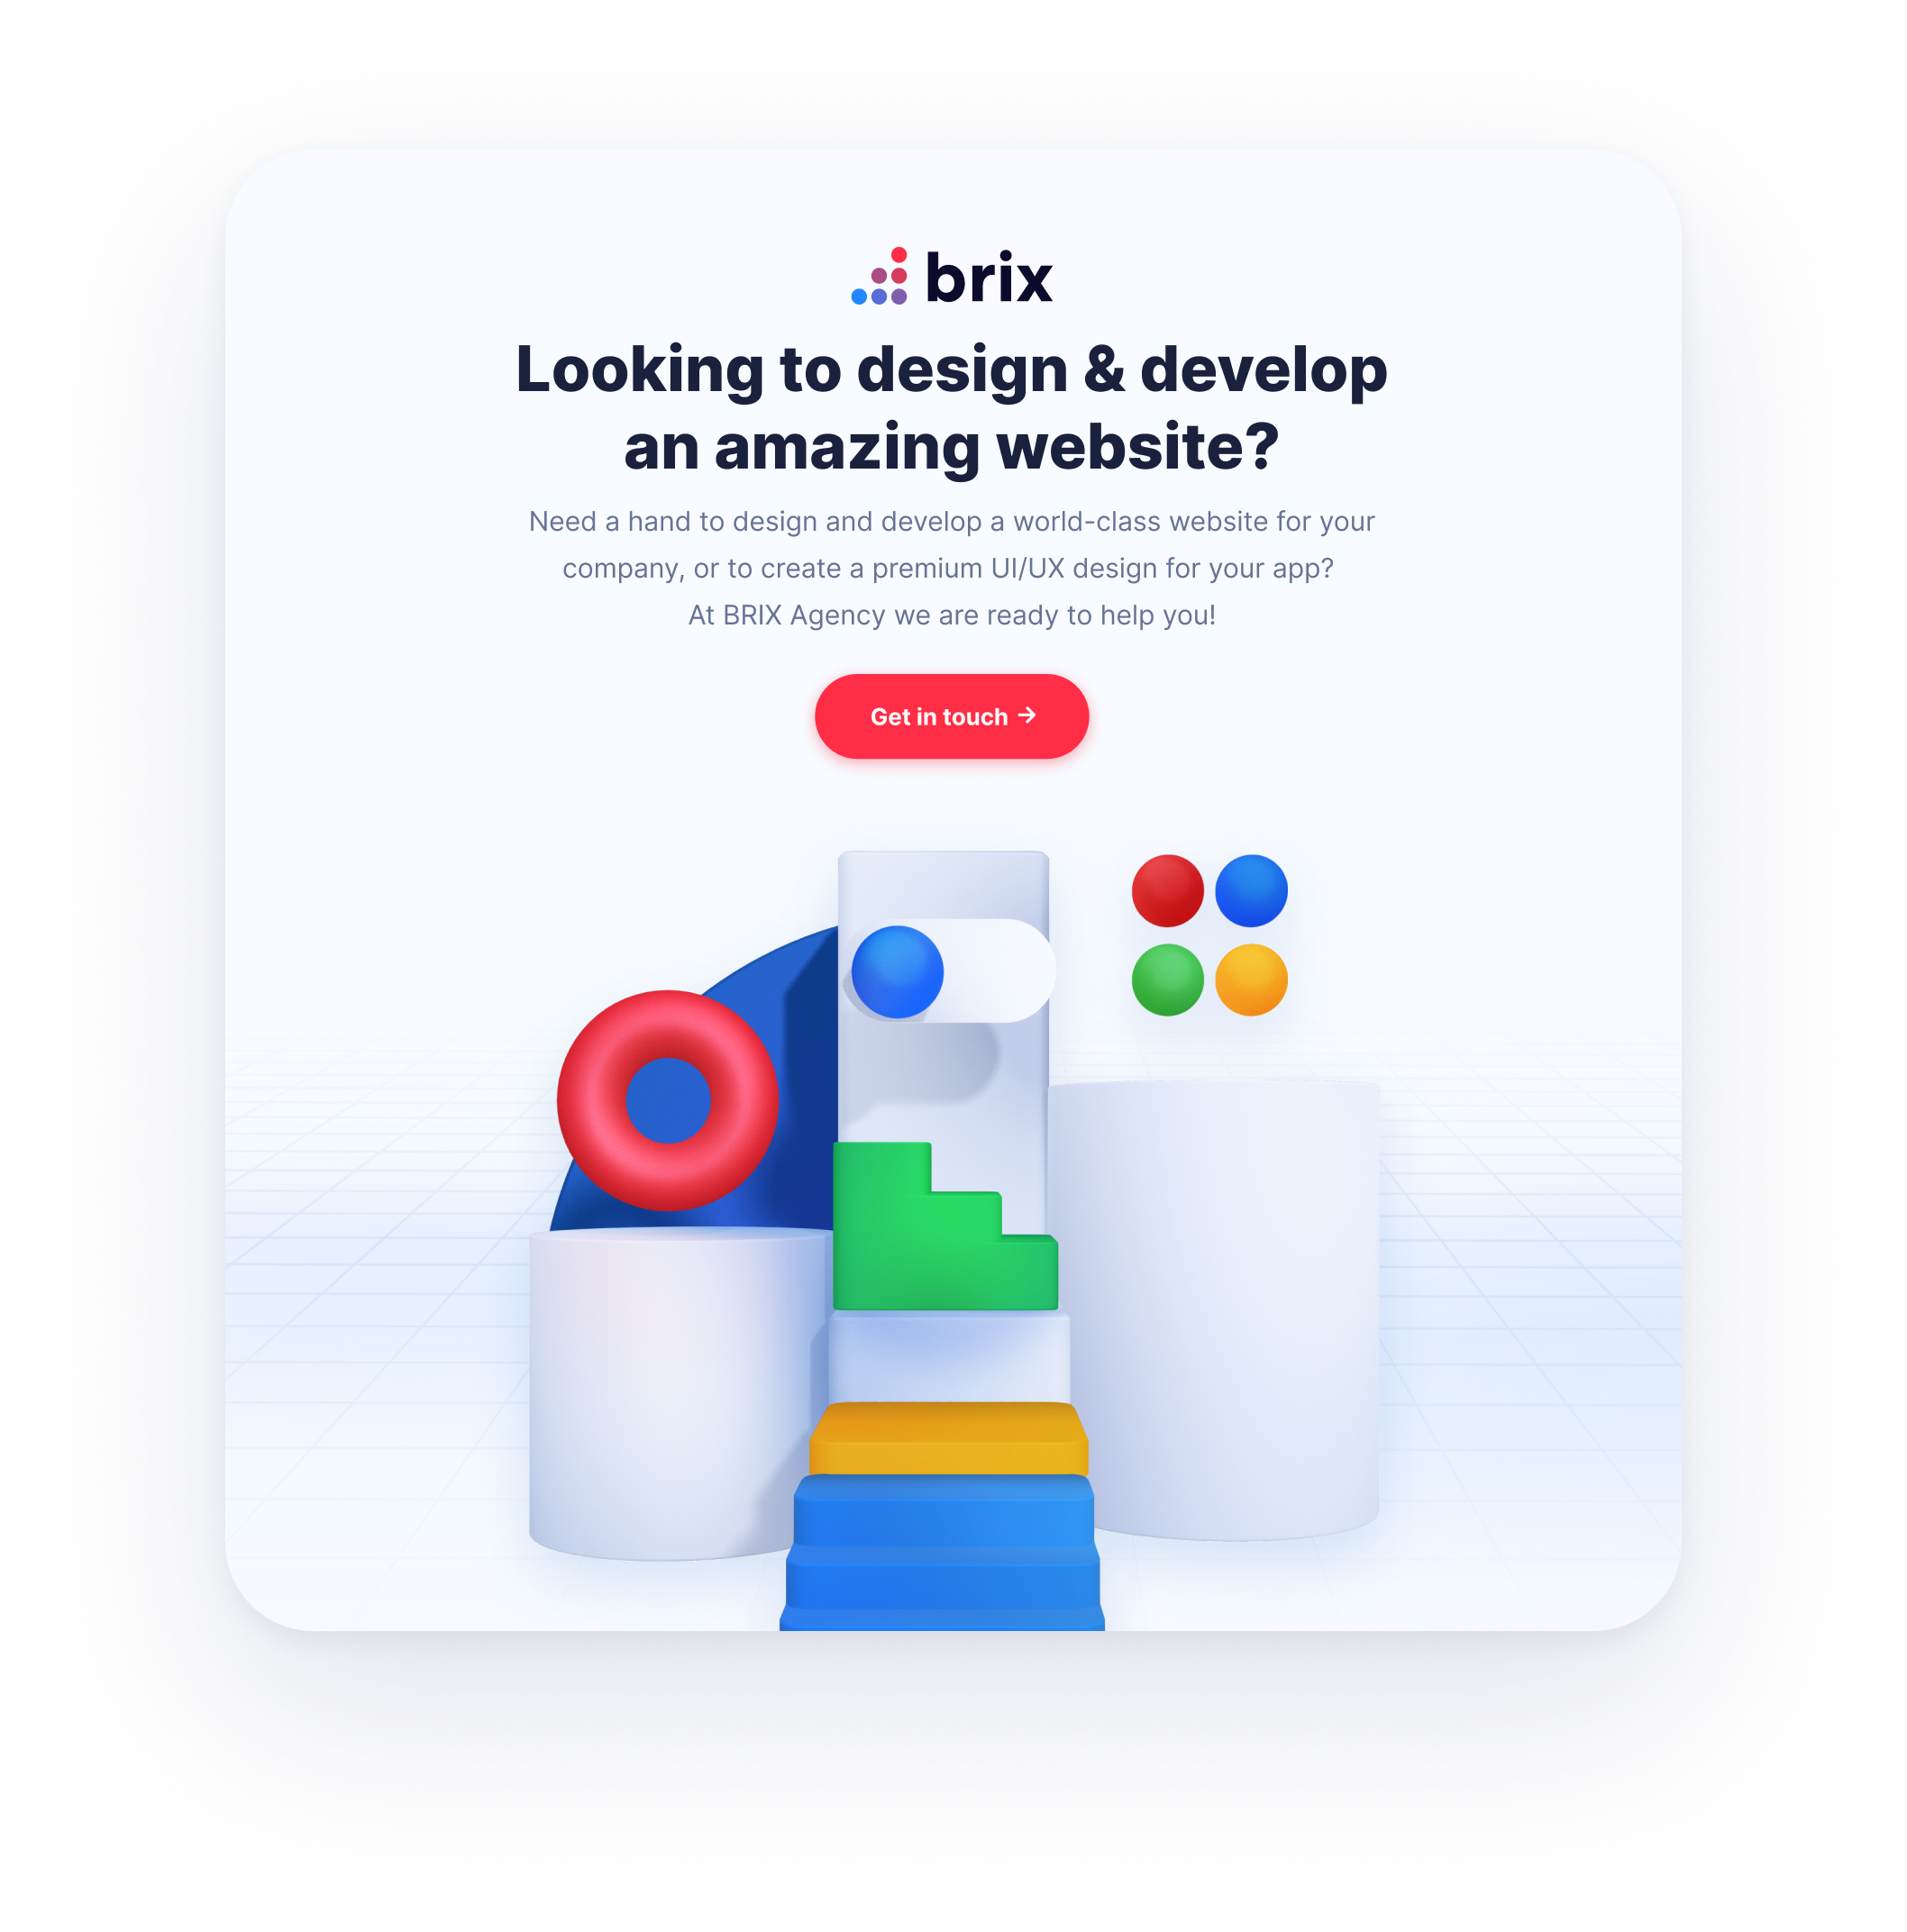 brix
Looking to design & develop
an amazing website?
Need a hand to design and develop a world-class website for your
company, or to create a premium UI/UX design for your app?
At BRIX Agency we are ready to help you!
Get in touch →